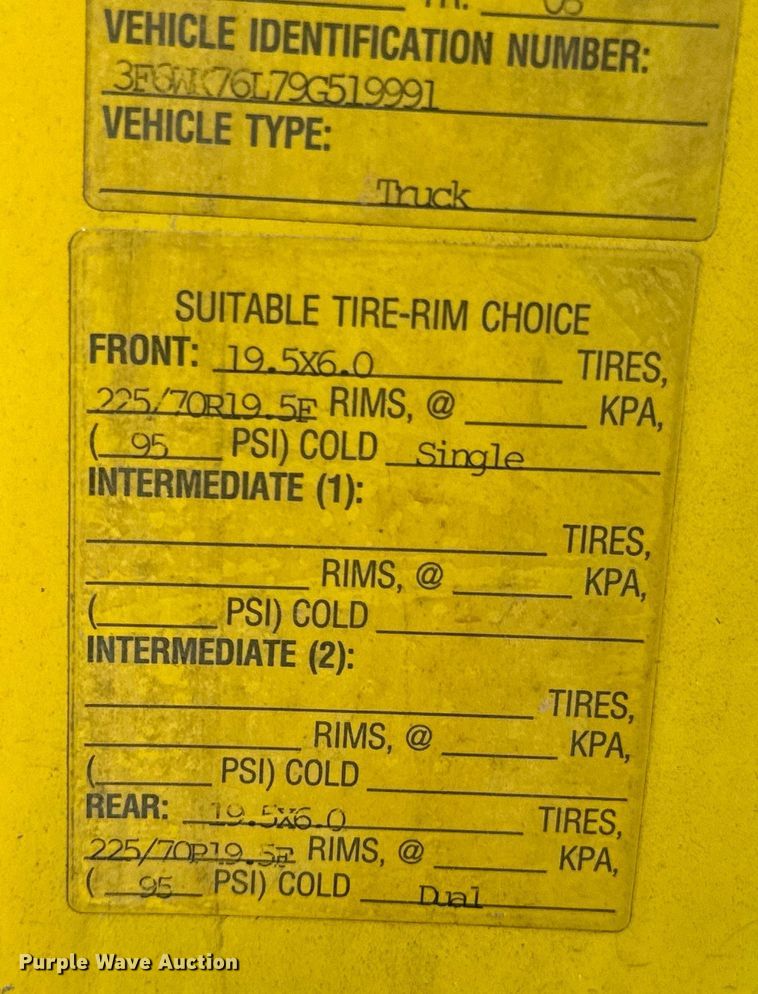 YR. 08
VEHICLE IDENTIFICATION NUMBER:
3F6WK76L79G519991
VEHICLE TYPE:
Truck
SUITABLE TIRE-RIM CHOICE
FRONT: 19.5X6.0 TIRES,
225/70R19.5F RIMS, @ KPA,
( 95 PSI) COLD Single
INTERMEDIATE (1):
TIRES,
RIMS, @ KPA,
( PSI) COLD
INTERMEDIATE (2):
TIRES,
RIMS, @ KPA,
( PSI) COLD
REAR: 19.5X6.0 TIRES,
225/70R19.5F RIMS, @ KPA,
( 95 PSI) COLD Dual
Purple Wave Auction